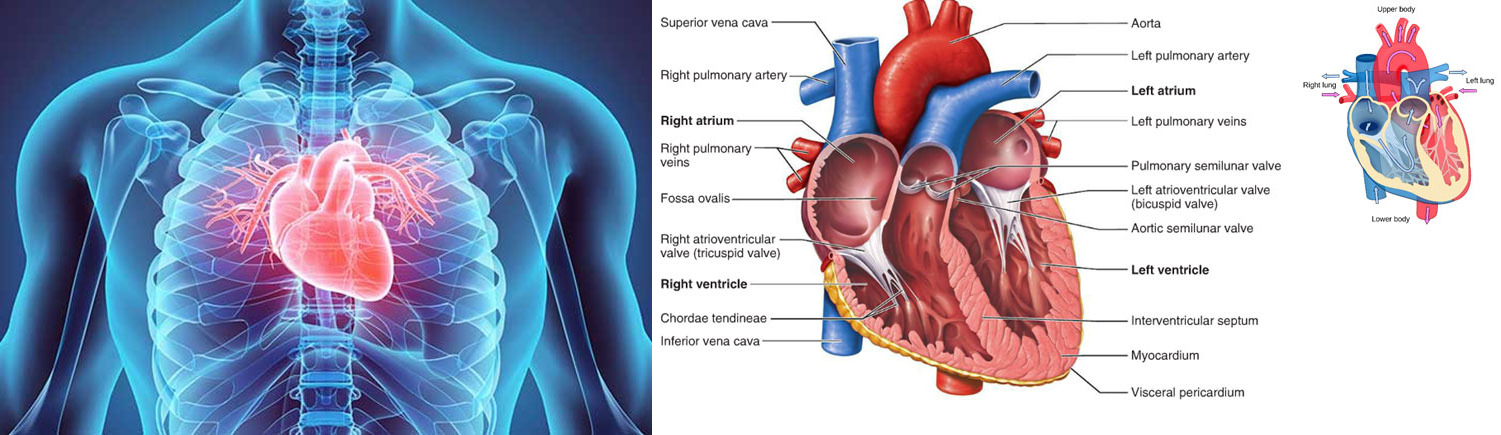 Superior vena cava
Right pulmonary artery
Right atrium
Right pulmonary
veins
Fossa ovalis
Right atrioventricular
valve (tricuspid valve)
Right ventricle
Chordae tendineae
Inferior vena cava
Aorta
Left pulmonary artery
Left atrium
Left pulmonary veins
Pulmonary semilunar valve
Left atrioventricular valve
(bicuspid valve)
Aortic semilunar valve
Left ventricle
Interventricular septum
Myocardium
Visceral pericardium
Upper body
Right lung
Left lung
Lower body